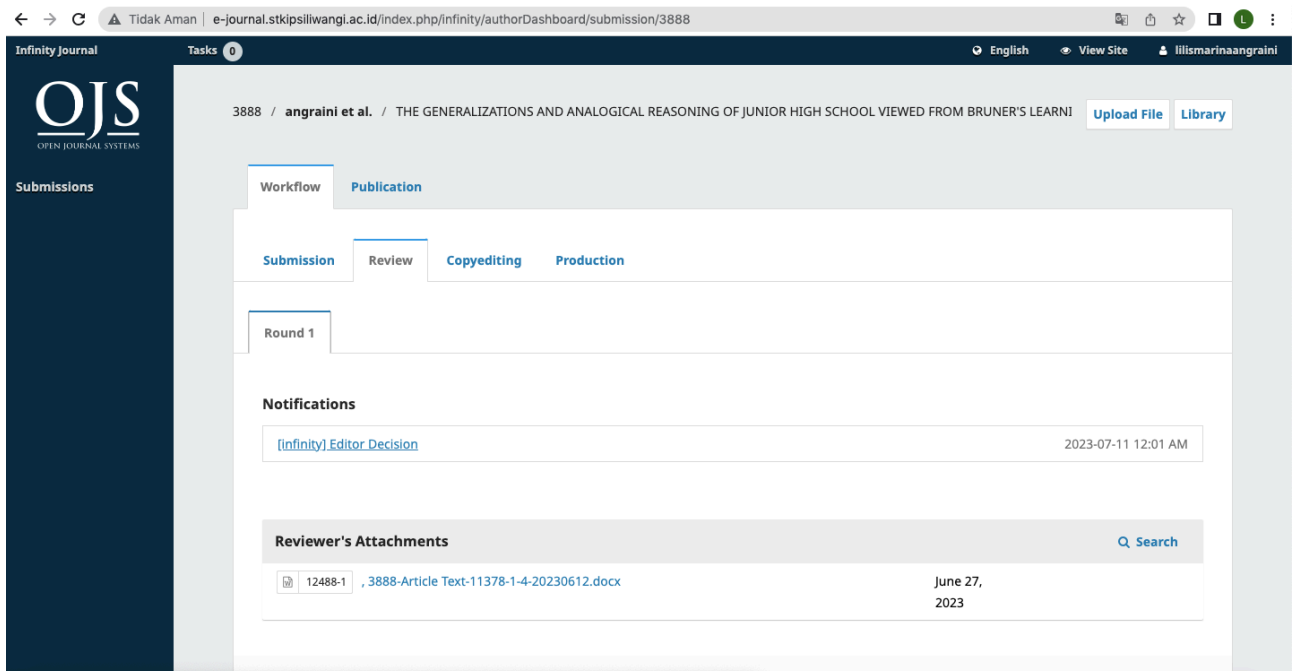 Tidak Aman e-journal.stkipsiliwangi.ac.id/index.php/infinity/authorDashboard/submission/3888 L
Infinity Journal Tasks 0 English View Site lilismarinaangraini
OJS
OPEN JOURNAL SYSTEMS
Submissions
3888 / angraini et al. / THE GENERALIZATIONS AND ANALOGICAL REASONING OF JUNIOR HIGH SCHOOL VIEWED FROM BRUNER'S LEARNI Upload File Library
Workflow Publication
Submission Review Copyediting Production
Round 1
Notifications
[infinity] Editor Decision 2023-07-11 12:01 AM
Reviewer's Attachments Search
12488-1 , 3888-Article Text-11378-1-4-20230612.docx June 27,
2023